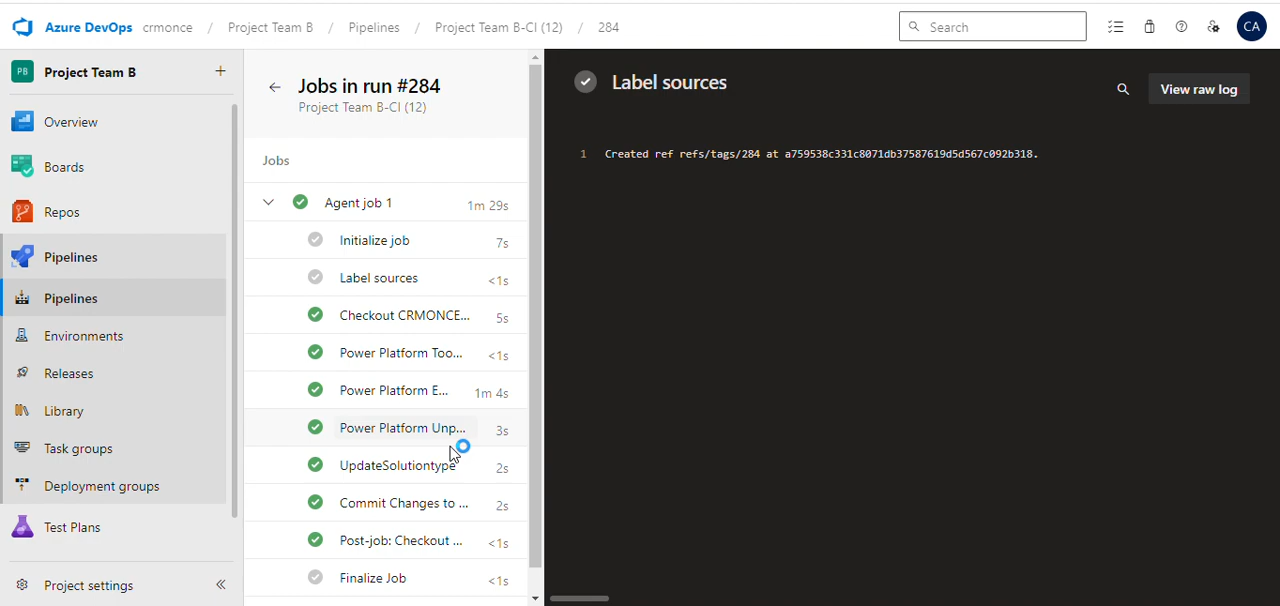 Azure DevOps crmonce / Project Team B / Pipelines / Project Team B-CI (12) / 284
Search
CA
PB Project Team B +
Overview
Boards
Repos
Pipelines
Pipelines
Environments
Releases
Library
Task groups
Deployment groups
Test Plans
Project settings
Jobs in run #284
Project Team B-CI (12)
Jobs
Agent job 1 1m 29s
Initialize job 7s
Label sources <1s
Checkout CRMONCE... 5s
Power Platform Too... <1s
Power Platform E... 1m 4s
Power Platform Unp... 3s
UpdateSolutiontype 2s
Commit Changes to ... 2s
Post-job: Checkout ... <1s
Finalize Job <1s
Label sources
View raw log
1 Created ref refs/tags/284 at a759538c331c8071db37587619d5d567c092b318.